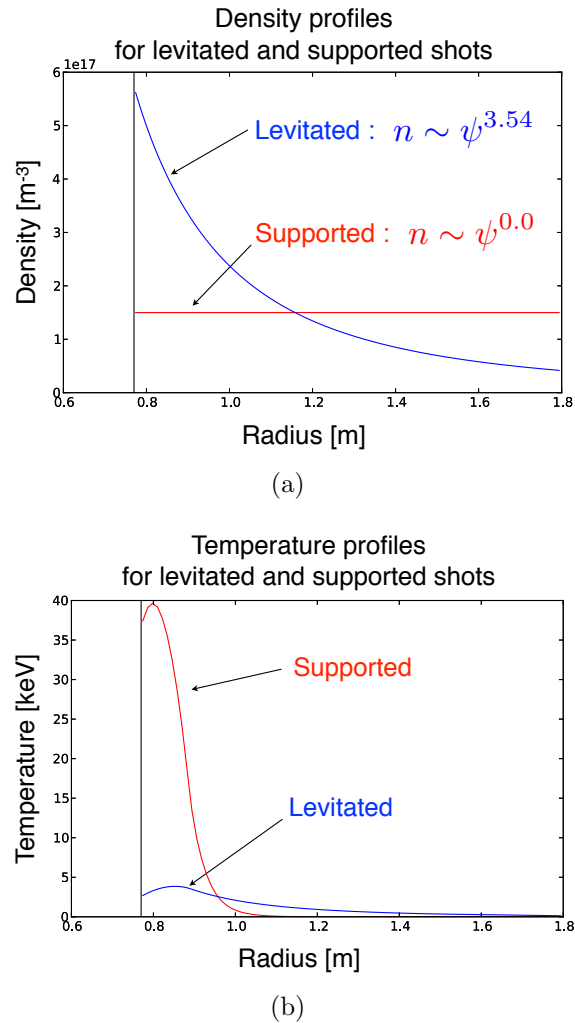 Density profiles
for levitated and supported shots
6 1e17
5
4
3
2
1
0
0.6 0.8 1.0 1.2 1.4 1.6 1.8
Density [m-3]
Radius [m]
Levitated : n ∼ ψ^3.54
Supported : n ∼ ψ^0.0
(a)
Temperature profiles
for levitated and supported shots
40
35
30
25
20
15
10
5
0
0.6 0.8 1.0 1.2 1.4 1.6 1.8
Temperature [keV]
Radius [m]
Supported
Levitated
(b)